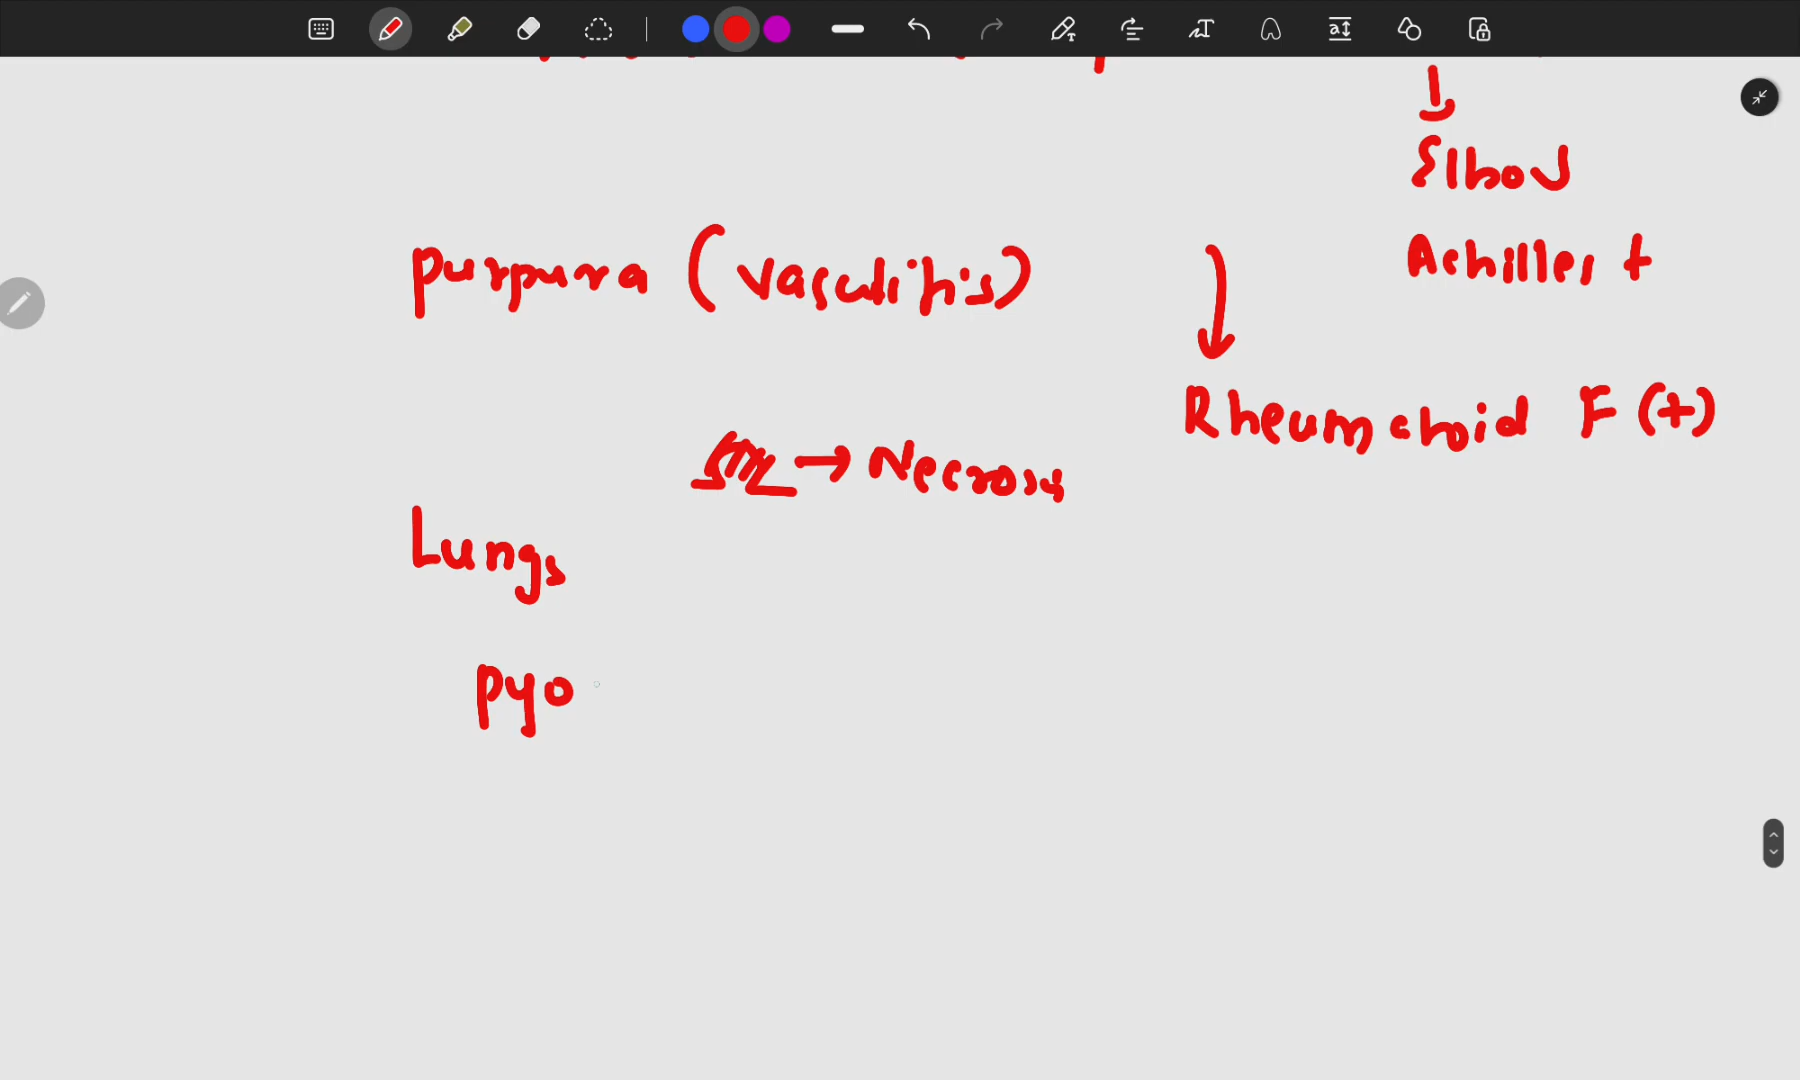 Elbow
Achilles t
purpura (vasculitis)
Rheumatoid F (+)
→ Necrosis
Lungs
pyo